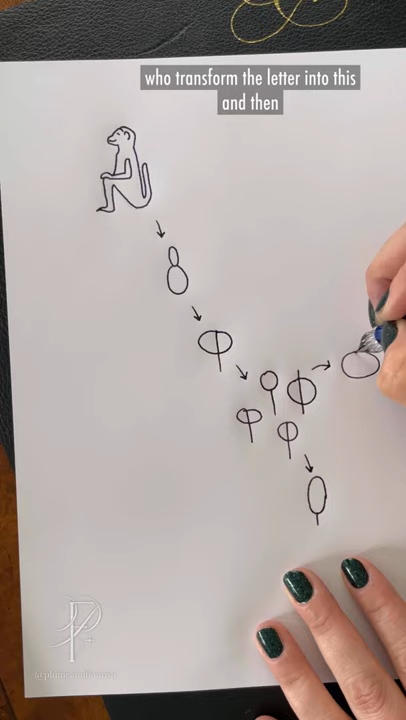 who transform the letter into this
and then